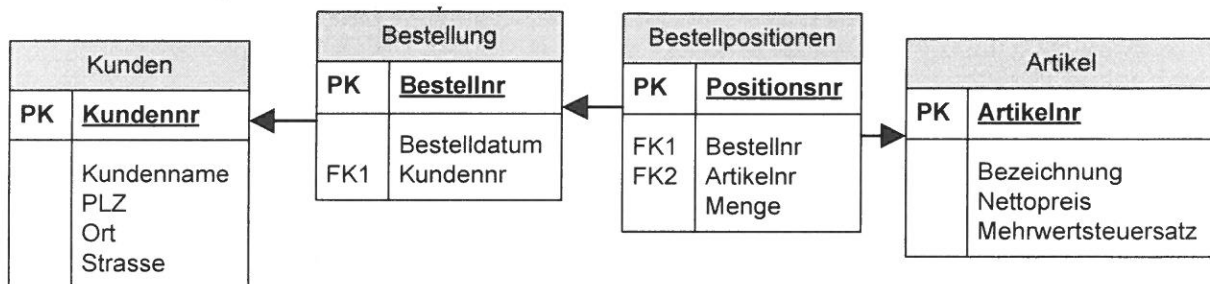 Kunden
PK Kundennr
Kundenname
PLZ
Ort
Strasse
Bestellung
PK Bestellnr
Bestelldatum
FK1 Kundennr
Bestellpositionen
PK Positionsnr
FK1 Bestellnr
FK2 Artikelnr
Menge
Artikel
PK Artikelnr
Bezeichnung
Nettopreis
Mehrwertsteuersatz